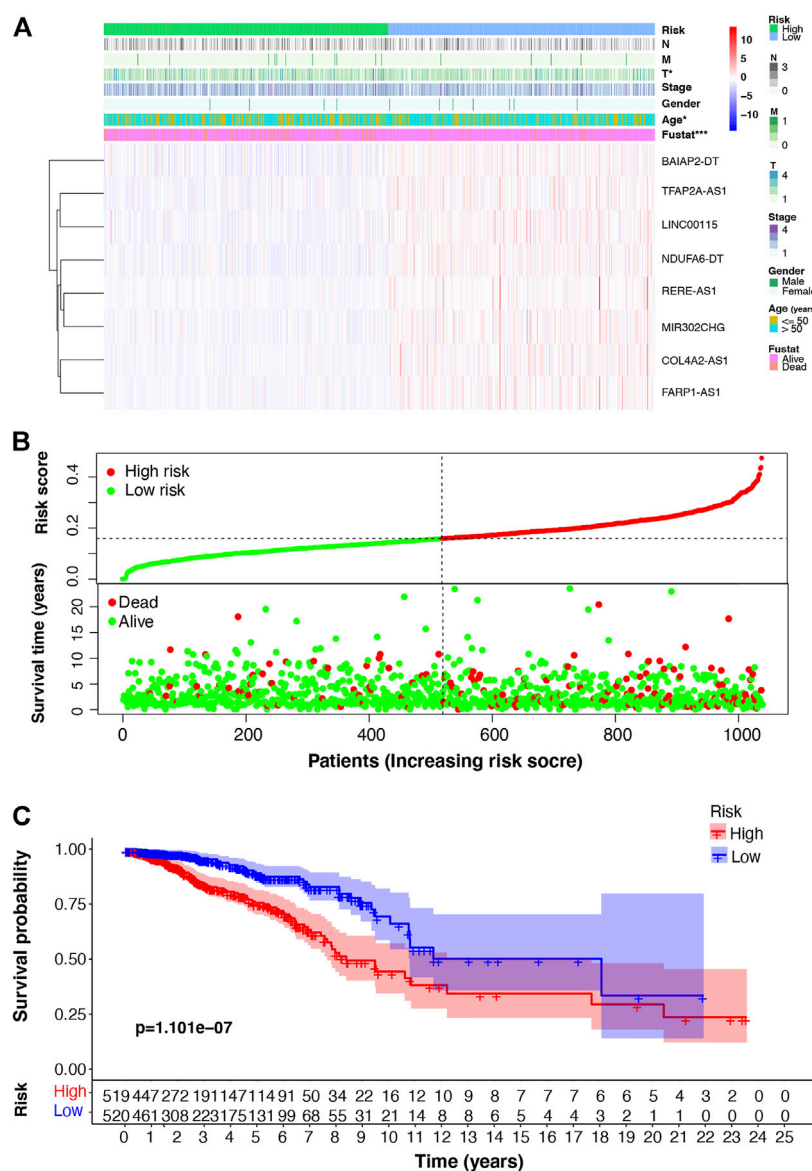 A
Risk
N
M
T*
Stage
Gender
Age*
Fustat***
10
5
0
−5
−10
Risk
High
Low
N
3
0
M
1
0
T
4
1
Stage
4
1
Gender
Male
Female
Age (years)
<= 50
> 50
Fustat
Alive
Dead
BAIAP2-DT
TFAP2A-AS1
LINC00115
NDUFA6-DT
RERE-AS1
MIR302CHG
COL4A2-AS1
FARP1-AS1
B
Risk score
0.4
0.2
0.0
High risk
Low risk
Survival time (years)
25
20
15
10
5
0
Dead
Alive
0 200 400 600 800 1000
Patients (Increasing risk socre)
C
Risk
High
Low
Survival probability
1.00
0.75
0.50
0.25
0.00
p=1.101e−07
Risk
High 519 447 272 191 147 114 91 50 34 22 16 12 10 9 8 7 7 7 6 6 5 4 3 2 0 0
Low 520 461 308 223 175 131 99 68 55 31 21 14 8 8 6 5 4 4 3 2 1 1 0 0 0 0
0 1 2 3 4 5 6 7 8 9 10 11 12 13 14 15 16 17 18 19 20 21 22 23 24 25
Time (years)